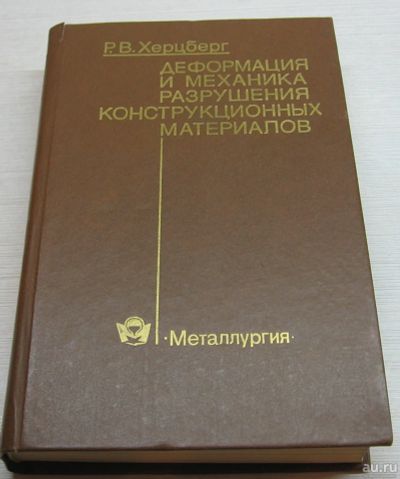 Р.В. Херцберг
ДЕФОРМАЦИЯ
И МЕХАНИКА
РАЗРУШЕНИЯ
КОНСТРУКЦИОННЫХ
МАТЕРИАЛОВ
·Металлургия·
au.ru